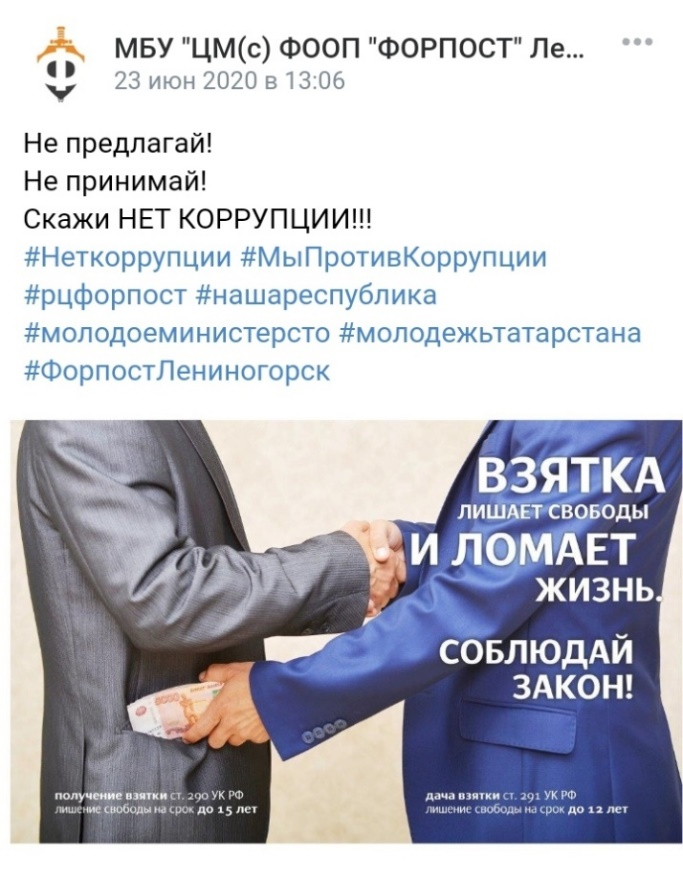 МБУ "ЦМ(с) ФООП "ФОРПОСТ" Ле...
23 июн 2020 в 13:06
Не предлагай!
Не принимай!
Скажи НЕТ КОРРУПЦИИ!!!
#Неткоррупции #МыПротивКоррупции
#рцфорпост #нашареспублика
#молодоеминистерсто #молодежьтатарстана
#ФорпостЛениногорск
ВЗЯТКА
ЛИШАЕТ СВОБОДЫ
И ЛОМАЕТ
ЖИЗНЬ.
СОБЛЮДАЙ
ЗАКОН!
5000
получение взятки ст. 290 УК РФ
лишение свободы на срок до 15 лет
дача взятки ст. 291 УК РФ
лишение свободы на срок до 12 лет